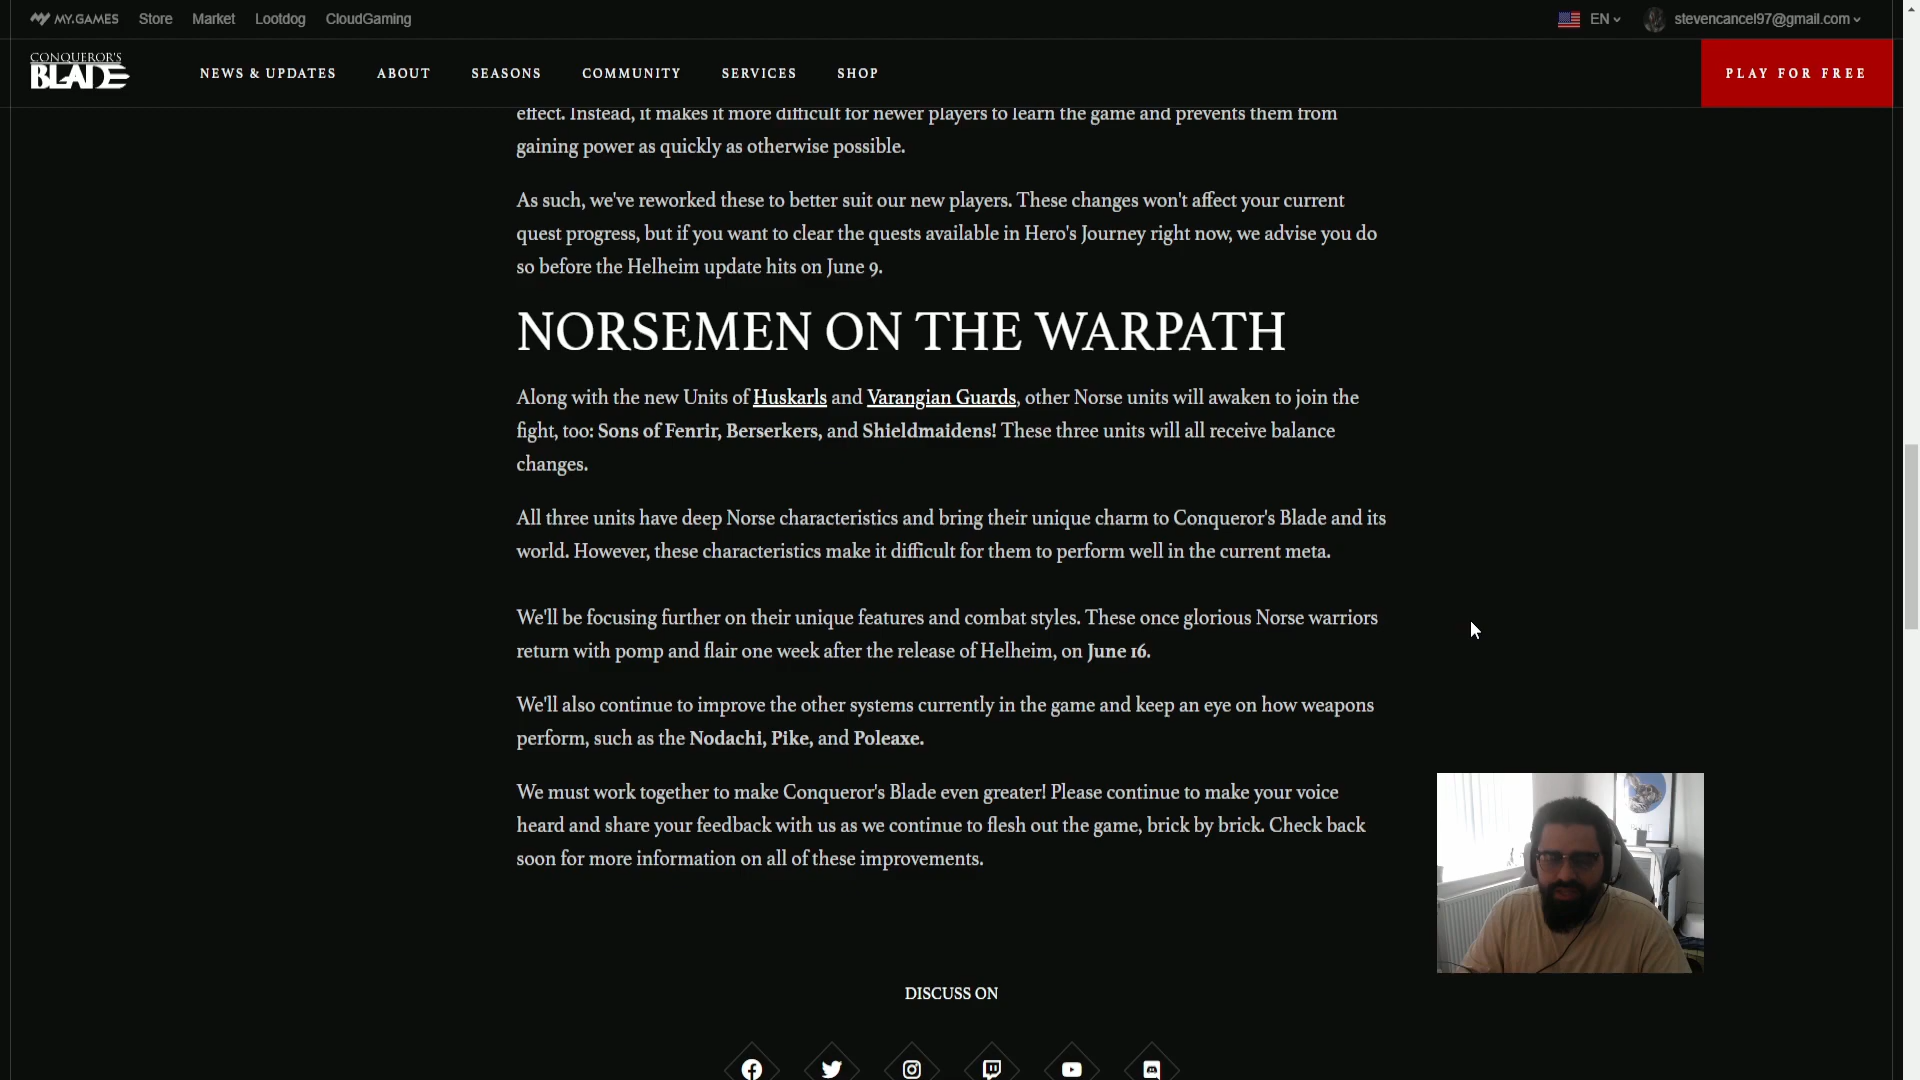 MY.GAMES Store Market Lootdog CloudGaming EN stevencancel97@gmail.com
CONQUEROR'S
BLADE
NEWS & UPDATES ABOUT SEASONS COMMUNITY SERVICES SHOP PLAY FOR FREE
effect. Instead, it makes it more difficult for newer players to learn the game and prevents them from
gaining power as quickly as otherwise possible.
As such, we've reworked these to better suit our new players. These changes won't affect your current
quest progress, but if you want to clear the quests available in Hero's Journey right now, we advise you do
so before the Helheim update hits on June 9.
NORSEMEN ON THE WARPATH
Along with the new Units of Huskarls and Varangian Guards, other Norse units will awaken to join the
fight, too: Sons of Fenrir, Berserkers, and Shieldmaidens! These three units will all receive balance
changes.
All three units have deep Norse characteristics and bring their unique charm to Conqueror's Blade and its
world. However, these characteristics make it difficult for them to perform well in the current meta.
We'll be focusing further on their unique features and combat styles. These once glorious Norse warriors
return with pomp and flair one week after the release of Helheim, on June 16.
We'll also continue to improve the other systems currently in the game and keep an eye on how weapons
perform, such as the Nodachi, Pike, and Poleaxe.
We must work together to make Conqueror's Blade even greater! Please continue to make your voice
heard and share your feedback with us as we continue to flesh out the game, brick by brick. Check back
soon for more information on all of these improvements.
DISCUSS ON